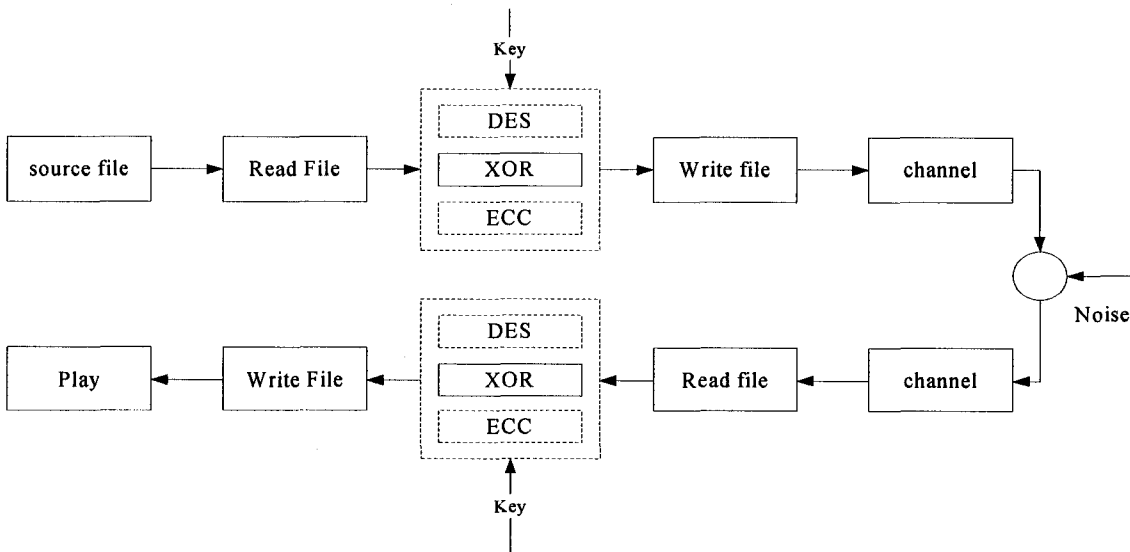 Key
DES
source file
Read File
XOR
Write file
channel
ECC
Noise
DES
Play
Write File
XOR
Read file
channel
ECC
Key